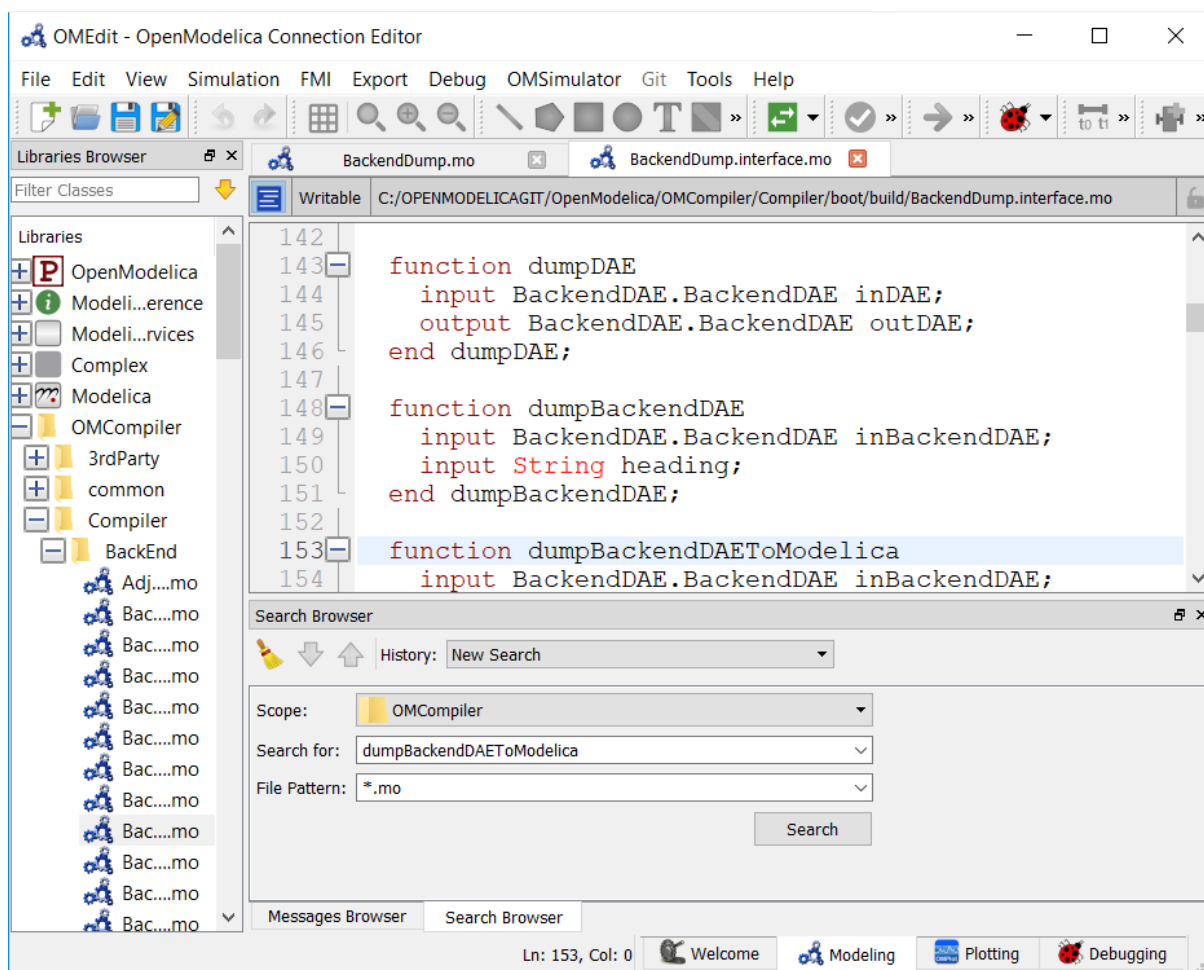 OMEdit - OpenModelica Connection Editor
File Edit View Simulation FMI Export Debug OMSimulator Git Tools Help
T » » » to t1 » »
Libraries Browser
Filter Classes
Libraries
P OpenModelica
i Modeli...erence
Modeli...rvices
Complex
Modelica
OMCompiler
3rdParty
common
Compiler
BackEnd
Adj....mo
Bac....mo
Bac....mo
Bac....mo
Bac....mo
Bac....mo
Bac....mo
Bac....mo
Bac....mo
Bac....mo
Bac....mo
Bac....mo
BackendDump.mo BackendDump.interface.mo
Writable C:/OPENMODELICAGIT/OpenModelica/OMCompiler/Compiler/boot/build/BackendDump.interface.mo
142
143 function dumpDAE
144 input BackendDAE.BackendDAE inDAE;
145 output BackendDAE.BackendDAE outDAE;
146 end dumpDAE;
147
148 function dumpBackendDAE
149 input BackendDAE.BackendDAE inBackendDAE;
150 input String heading;
151 end dumpBackendDAE;
152
153 function dumpBackendDAEToModelica
154 input BackendDAE.BackendDAE inBackendDAE;
Search Browser
History: New Search
Scope: OMCompiler
Search for: dumpBackendDAEToModelica
File Pattern: *.mo
Search
Messages Browser Search Browser
Ln: 153, Col: 0 Welcome Modeling Plotting Debugging